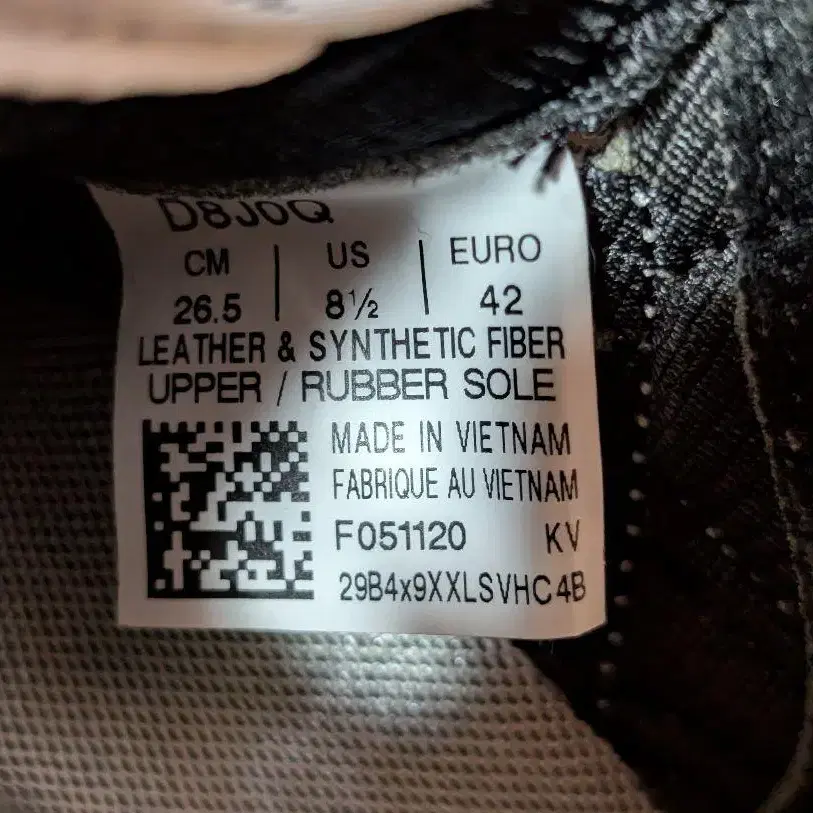 D8J0Q
CM | US | EURO
26.5 | 8½ | 42
LEATHER & SYNTHETIC FIBER
UPPER / RUBBER SOLE
MADE IN VIETNAM
FABRIQUE AU VIETNAM
F051120 KV
29B4x9XXLSVHC4B